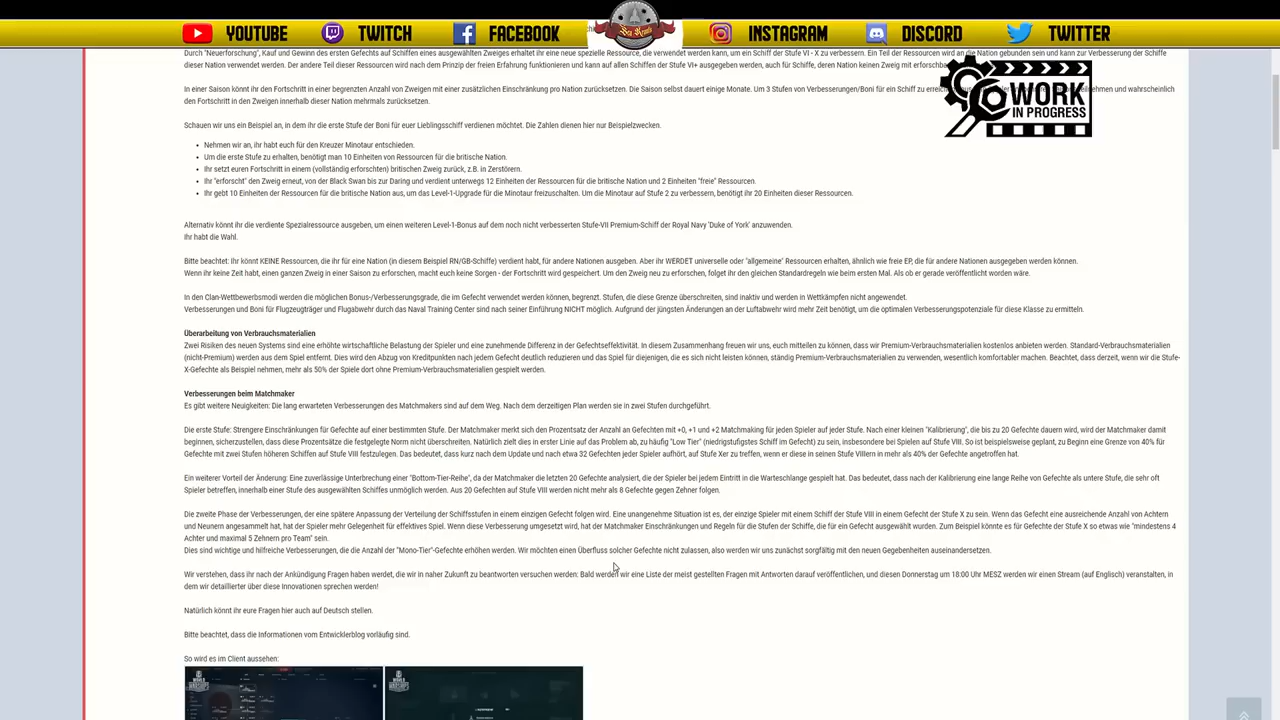 YOUTUBE TWITCH FACEBOOK INSTAGRAM DISCORD TWITTER
Durch "Neuerforschung", Kauf und Gewinn des ersten Gefechts auf Schiffen eines ausgewählten Zweiges erhaltet ihr eine neue spezielle Ressource, die verwendet werden kann, um ein Schiff der Stufe VI - X zu verbessern. Ein Teil der Ressourcen wird an die Nation gebunden sein und kann zur Verbesserung der Schiffe
dieser Nation verwendet werden. Der andere Teil dieser Ressourcen wird nach dem Prinzip der freien Erfahrung funktionieren und kann auf allen Schiffen der Stufe VI+ ausgegeben werden, auch für Schiffe, deren Nation keinen Zweig mit erforschba
WORK
IN PROGRESS
In einer Saison könnt ihr den Fortschritt in einer begrenzten Anzahl von Zweigen mit einer zusätzlichen Einschränkung pro Nation zurücksetzen. Die Saison selbst dauert einige Monate. Um 3 Stufen von Verbesserungen/Boni für ein Schiff zu erreic teilnehmen und wahrscheinlich
den Fortschritt in den Zweigen innerhalb dieser Nation mehrmals zurücksetzen.
Schauen wir uns ein Beispiel an, in dem ihr die erste Stufe der Boni für euer Lieblingsschiff verdienen möchtet. Die Zahlen dienen hier nur Beispielzwecken.
• Nehmen wir an, ihr habt euch für den Kreuzer Minotaur entschieden.
• Um die erste Stufe zu erhalten, benötigt man 10 Einheiten von Ressourcen für die britische Nation.
• Ihr setzt euren Fortschritt in einem (vollständig erforschten) britischen Zweig zurück, z.B. in Zerstörern.
• Ihr "erforscht" den Zweig erneut, von der Black Swan bis zur Daring und verdient unterwegs 12 Einheiten der Ressourcen für die britische Nation und 2 Einheiten "freie" Ressourcen.
• Ihr gebt 10 Einheiten der Ressourcen für die britische Nation aus, um das Level-1-Upgrade für die Minotaur freizuschalten. Um die Minotaur auf Stufe 2 zu verbessern, benötigt ihr 20 Einheiten dieser Ressourcen.
Alternativ könnt ihr die verdiente Spezialressource ausgeben, um einen weiteren Level-1-Bonus auf dem noch nicht verbesserten Stufe-VII Premium-Schiff der Royal Navy 'Duke of York' anzuwenden.
Ihr habt die Wahl.
Bitte beachtet: Ihr könnt KEINE Ressourcen, die ihr für eine Nation (in diesem Beispiel RN/GB-Schiffe) verdient habt, für andere Nationen ausgeben. Aber ihr WERDET universelle oder "allgemeine" Ressourcen erhalten, ähnlich wie freie EP, die für andere Nationen ausgegeben werden können.
Wenn ihr keine Zeit habt, einen ganzen Zweig in einer Saison zu erforschen, macht euch keine Sorgen - der Fortschritt wird gespeichert. Um den Zweig neu zu erforschen, folget ihr den gleichen Standardregeln wie beim ersten Mal. Als ob er gerade veröffentlicht worden wäre.
In den Clan-Wettbewerbsmodi werden die möglichen Bonus-/Verbesserungsgrade, die im Gefecht verwendet werden können, begrenzt. Stufen, die diese Grenze überschreiten, sind inaktiv und werden in Wettkämpfen nicht angewendet.
Verbesserungen und Boni für Flugzeugträger und Flugabwehr durch das Naval Training Center sind nach seiner Einführung NICHT möglich. Aufgrund der jüngsten Änderungen an der Luftabwehr wird mehr Zeit benötigt, um die optimalen Verbesserungspotenziale für diese Klasse zu ermitteln.
Überarbeitung von Verbrauchsmaterialien
Zwei Risiken des neuen Systems sind eine erhöhte wirtschaftliche Belastung der Spieler und eine zunehmende Differenz in der Gefechtseffektivität. In diesem Zusammenhang freuen wir uns, euch mitteilen zu können, dass wir Premium-Verbrauchsmaterialien kostenlos anbieten werden. Standard-Verbrauchsmaterialien
(nicht-Premium) werden aus dem Spiel entfernt. Dies wird den Abzug von Kreditpunkten nach jedem Gefecht deutlich reduzieren und das Spiel für diejenigen, die es sich nicht leisten können, ständig Premium-Verbrauchsmaterialien zu verwenden, wesentlich komfortabler machen. Beachtet, dass derzeit, wenn wir die Stufe-
X-Gefechte als Beispiel nehmen, mehr als 50% der Spiele dort ohne Premium-Verbrauchsmaterialien gespielt werden.
Verbesserungen beim Matchmaker
Es gibt weitere Neuigkeiten: Die lang erwarteten Verbesserungen des Matchmakers sind auf dem Weg. Nach dem derzeitigen Plan werden sie in zwei Stufen durchgeführt.
Die erste Stufe: Strengere Einschränkungen für Gefechte auf einer bestimmten Stufe. Der Matchmaker merkt sich den Prozentsatz der Anzahl an Gefechten mit +0, +1 und +2 Matchmaking für jeden Spieler auf jeder Stufe. Nach einer kleinen "Kalibrierung", die bis zu 20 Gefechte dauern wird, wird der Matchmaker damit
beginnen, sicherzustellen, dass diese Prozentsätze die festgelegte Norm nicht überschreiten. Natürlich zielt dies in erster Linie auf das Problem ab, zu häufig "Low Tier" (niedrigstufigstes Schiff im Gefecht) zu sein, insbesondere bei Spielen auf Stufe VIII. So ist beispielsweise geplant, zu Beginn eine Grenze von 40% für
Gefechte mit zwei Stufen höheren Schiffen auf Stufe VIII festzulegen. Das bedeutet, dass kurz nach dem Update und nach etwa 32 Gefechten jeder Spieler aufhört, auf Stufe Xer zu treffen, wenn er diese in seinen Stufe VIIIern in mehr als 40% der Gefechte angetroffen hat.
Ein weiterer Vorteil der Änderung: Eine zuverlässige Unterbrechung einer "Bottom-Tier-Reihe", da der Matchmaker die letzten 20 Gefechte analysiert, die der Spieler bei jedem Eintritt in die Warteschlange gespielt hat. Das bedeutet, dass nach der Kalibrierung eine lange Reihe von Gefechte als untere Stufe, die sehr oft
Spieler betreffen, innerhalb einer Stufe des ausgewählten Schiffes unmöglich werden. Aus 20 Gefechten auf Stufe VIII werden nicht mehr als 8 Gefechte gegen Zehner folgen.
Die zweite Phase der Verbesserungen, der eine spätere Anpassung der Verteilung der Schiffsstufen in einem einzigen Gefecht folgen wird. Eine unangenehme Situation ist es, der einzige Spieler mit einem Schiff der Stufe VIII in einem Gefecht der Stufe X zu sein. Wenn das Gefecht eine ausreichende Anzahl von Achtern
und Neunern angesammelt hat, hat der Spieler mehr Gelegenheit für effektives Spiel. Wenn diese Verbesserung umgesetzt wird, hat der Matchmaker Einschränkungen und Regeln für die Stufen der Schiffe, die für ein Gefecht ausgewählt wurden. Zum Beispiel könnte es für Gefechte der Stufe X so etwas wie "mindestens 4
Achter und maximal 5 Zehnern pro Team" sein.
Dies sind wichtige und hilfreiche Verbesserungen, die die Anzahl der "Mono-Tier"-Gefechte erhöhen werden. Wir möchten einen Überfluss solcher Gefechte nicht zulassen, also werden wir uns zunächst sorgfältig mit den neuen Gegebenheiten auseinandersetzen.
Wir verstehen, dass ihr nach der Ankündigung Fragen haben werdet, die wir in naher Zukunft zu beantworten versuchen werden: Bald werden wir eine Liste der meist gestellten Fragen mit Antworten darauf veröffentlichen, und diesen Donnerstag um 18:00 Uhr MESZ werden wir einen Stream (auf Englisch) veranstalten, in
dem wir detaillierter über diese Innovationen sprechen werden!
Natürlich könnt ihr eure Fragen hier auch auf Deutsch stellen.
Bitte beachtet, dass die Informationen vom Entwicklerblog vorläufig sind.
So wird es im Client aussehen: